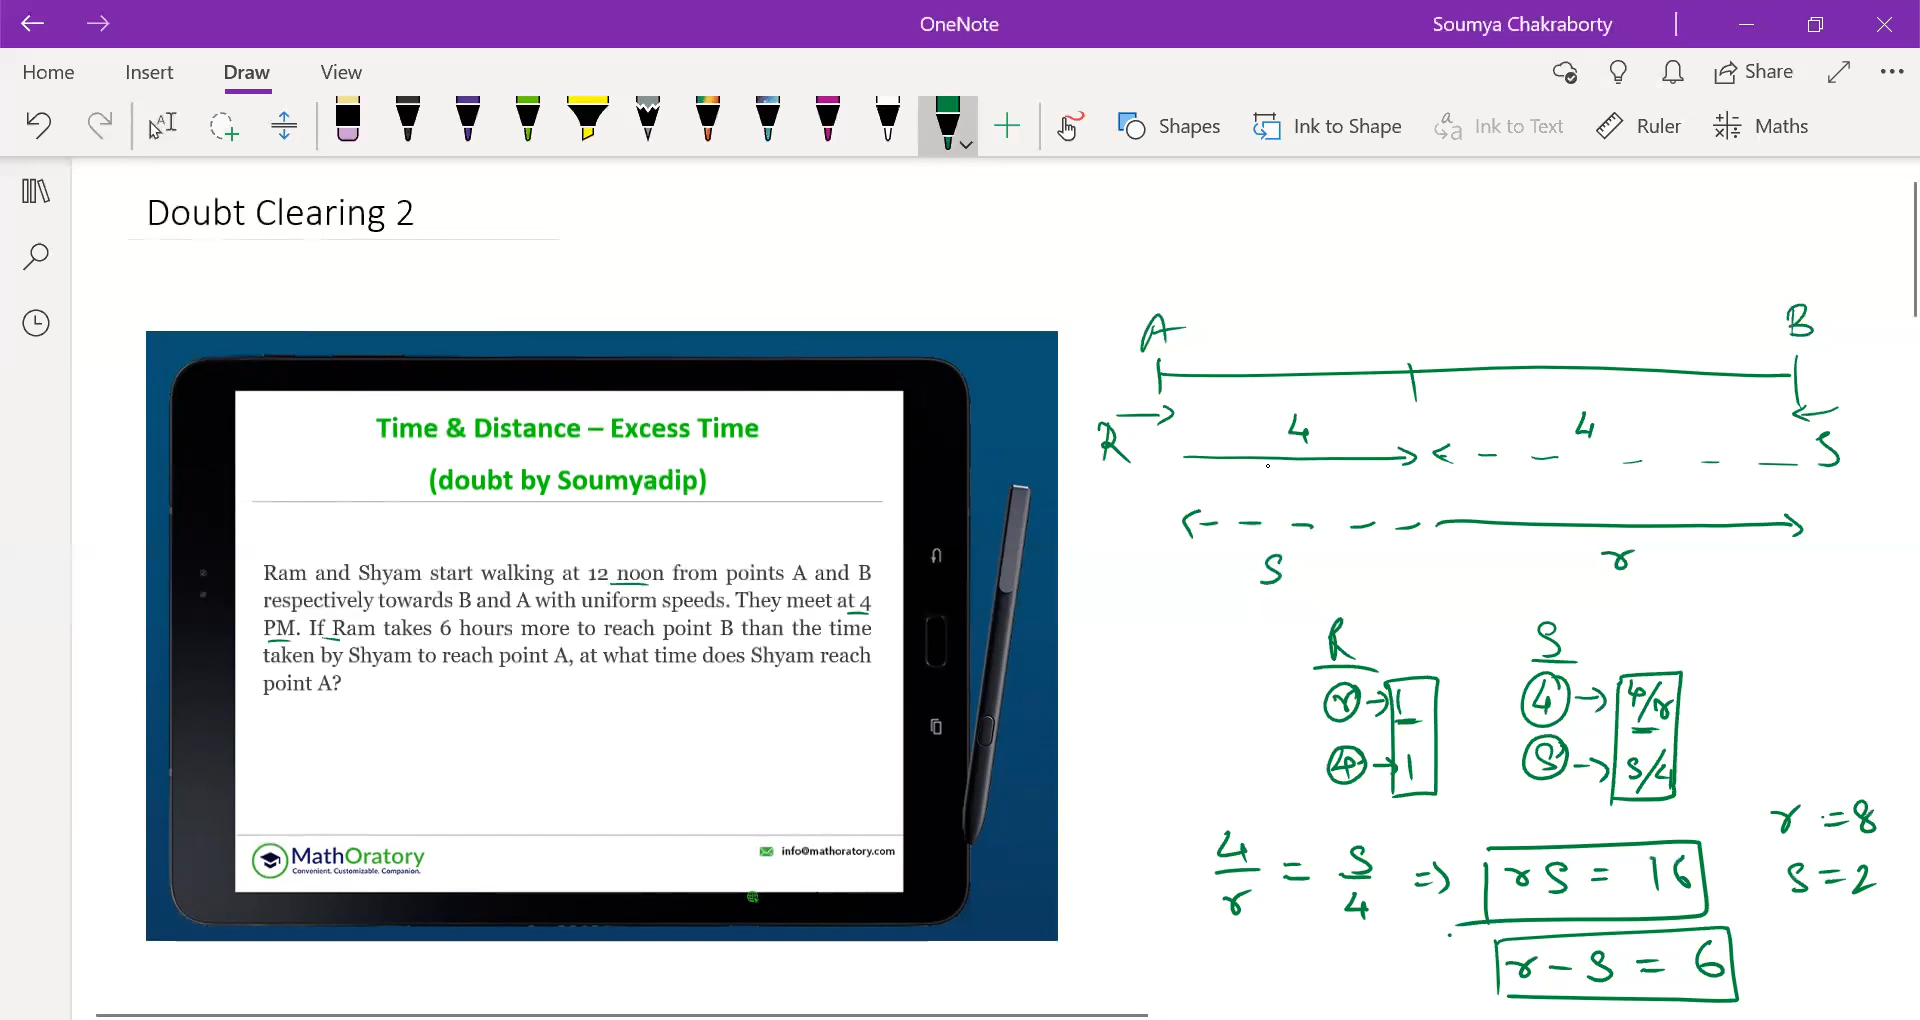 OneNote
Soumya Chakraborty
Home Insert Draw View
Share
Shapes
Ink to Shape
Ink to Text
Ruler
Maths
Doubt Clearing 2
Time & Distance – Excess Time
(doubt by Soumyadip)
Ram and Shyam start walking at 12 noon from points A and B
respectively towards B and A with uniform speeds. They meet at 4
PM. If Ram takes 6 hours more to reach point B than the time
taken by Shyam to reach point A, at what time does Shyam reach
point A?
MathOratory
Convenient. Customizable. Companion.
info@mathoratory.com
A B
R 4 4 S
S r
R S
r → 1 4 → 4/r
4 → 1 S → S/4
4/r = S/4 => rS = 16
r - S = 6
r = 8
S = 2